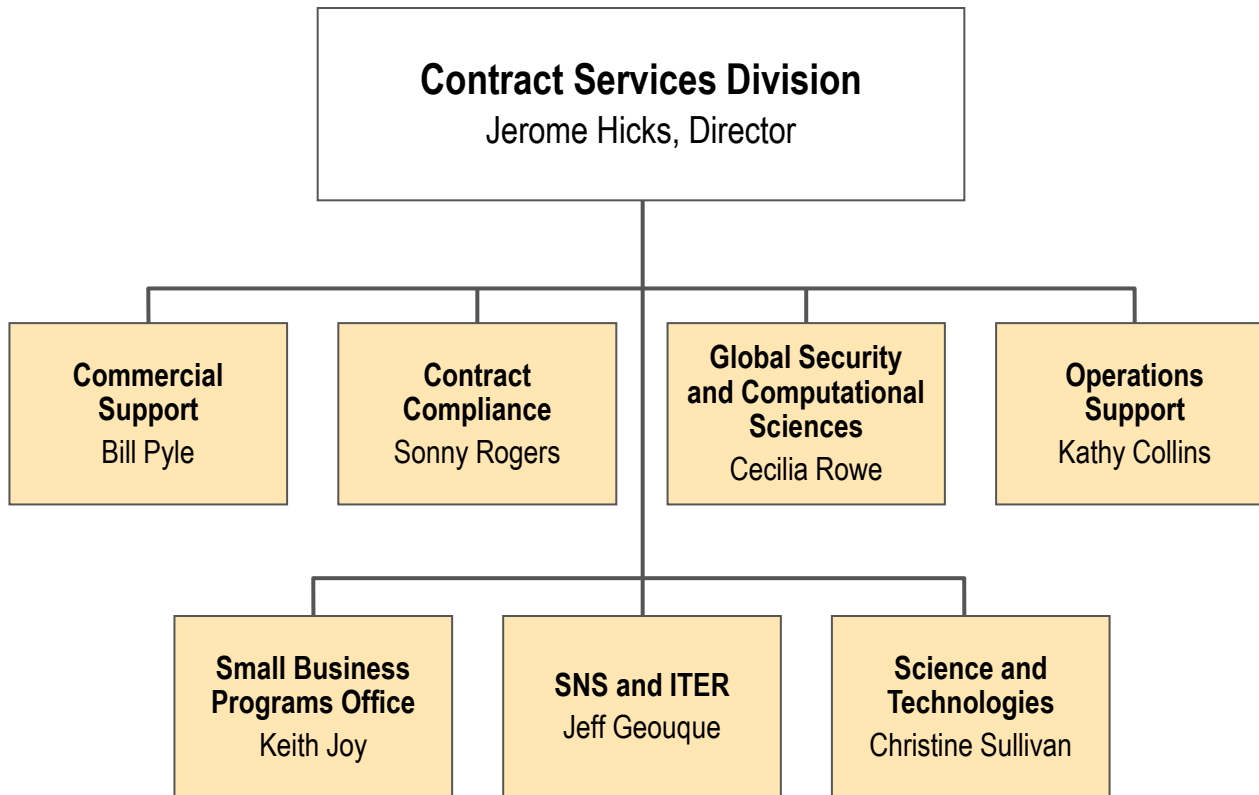 Contract Services Division
Jerome Hicks, Director
Commercial
Support
Bill Pyle
Contract
Compliance
Sonny Rogers
Global Security
and Computational
Sciences
Cecilia Rowe
Operations
Support
Kathy Collins
Small Business
Programs Office
Keith Joy
SNS and ITER
Jeff Geouque
Science and
Technologies
Christine Sullivan